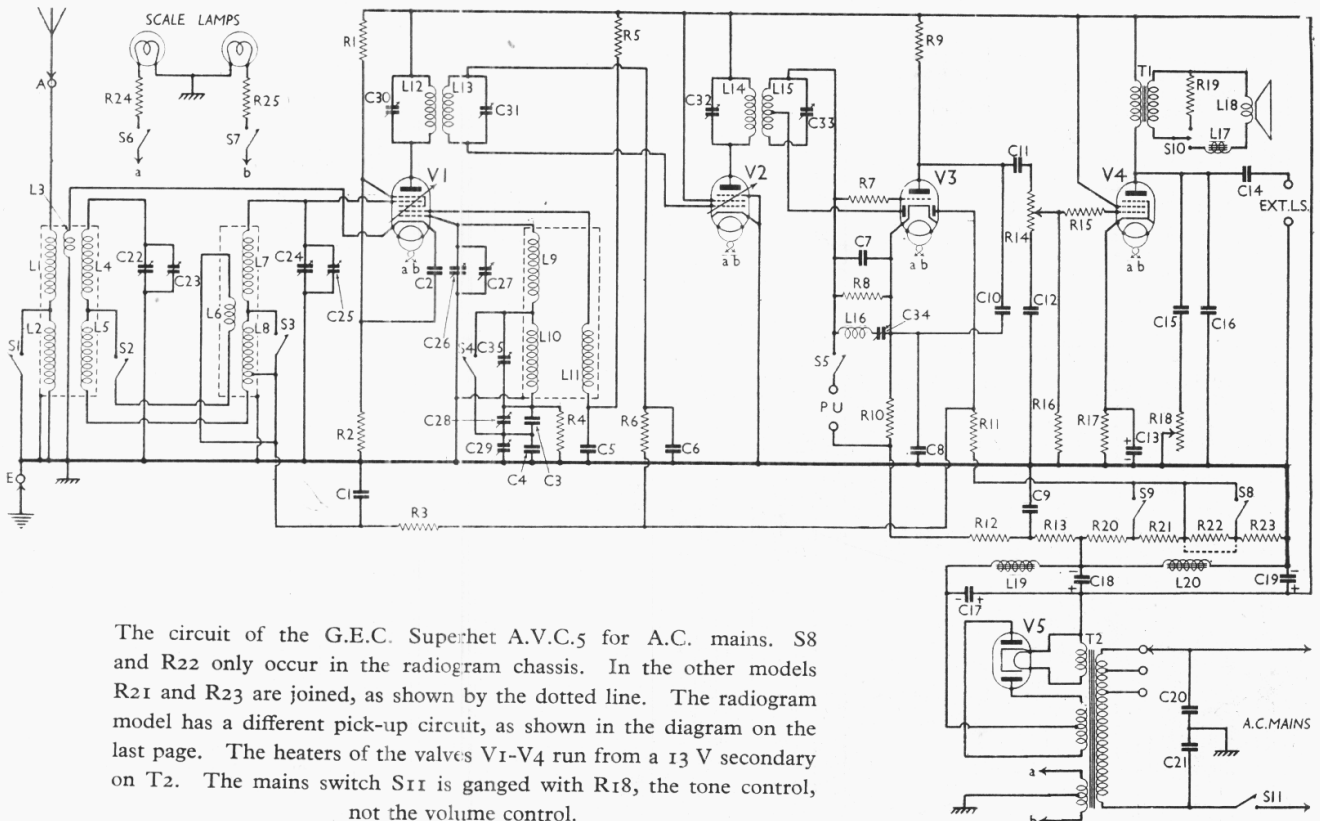 SCALE LAMPS
R24
R25
S6
S7
a
b
A
L3
L1
L4
L2
L5
S1
S2
E
C22
C23
L7
L6
L8
S3
C24
C25
R1
R2
C1
R3
C30
L12
L13
C31
V1
a b
C2
C26
C27
L9
L10
L11
S4
C35
C28
C29
C4
C3
R4
C5
R5
R6
C6
C32
L14
L15
C33
V2
a b
R7
C7
R8
L16
C34
S5
P U
R9
V3
a b
C10
C11
R14
C12
R15
R10
C8
R11
R16
R17
C13
V4
a b
T1
R19
L18
L17
S10
C14
EXT.L.S.
C15
C16
R18
C9
R12
R13
R20
S9
R21
R22
S8
R23
L19
C18
L20
C19
C17
V5
T2
C20
C21
A.C. MAINS
S11
a
b
The circuit of the G.E.C. Superhet A.V.C.5 for A.C. mains. S8
and R22 only occur in the radiogram chassis. In the other models
R21 and R23 are joined, as shown by the dotted line. The radiogram
model has a different pick-up circuit, as shown in the diagram on the
last page. The heaters of the valves V1-V4 run from a 13 V secondary
on T2. The mains switch S11 is ganged with R18, the tone control,
not the volume control.